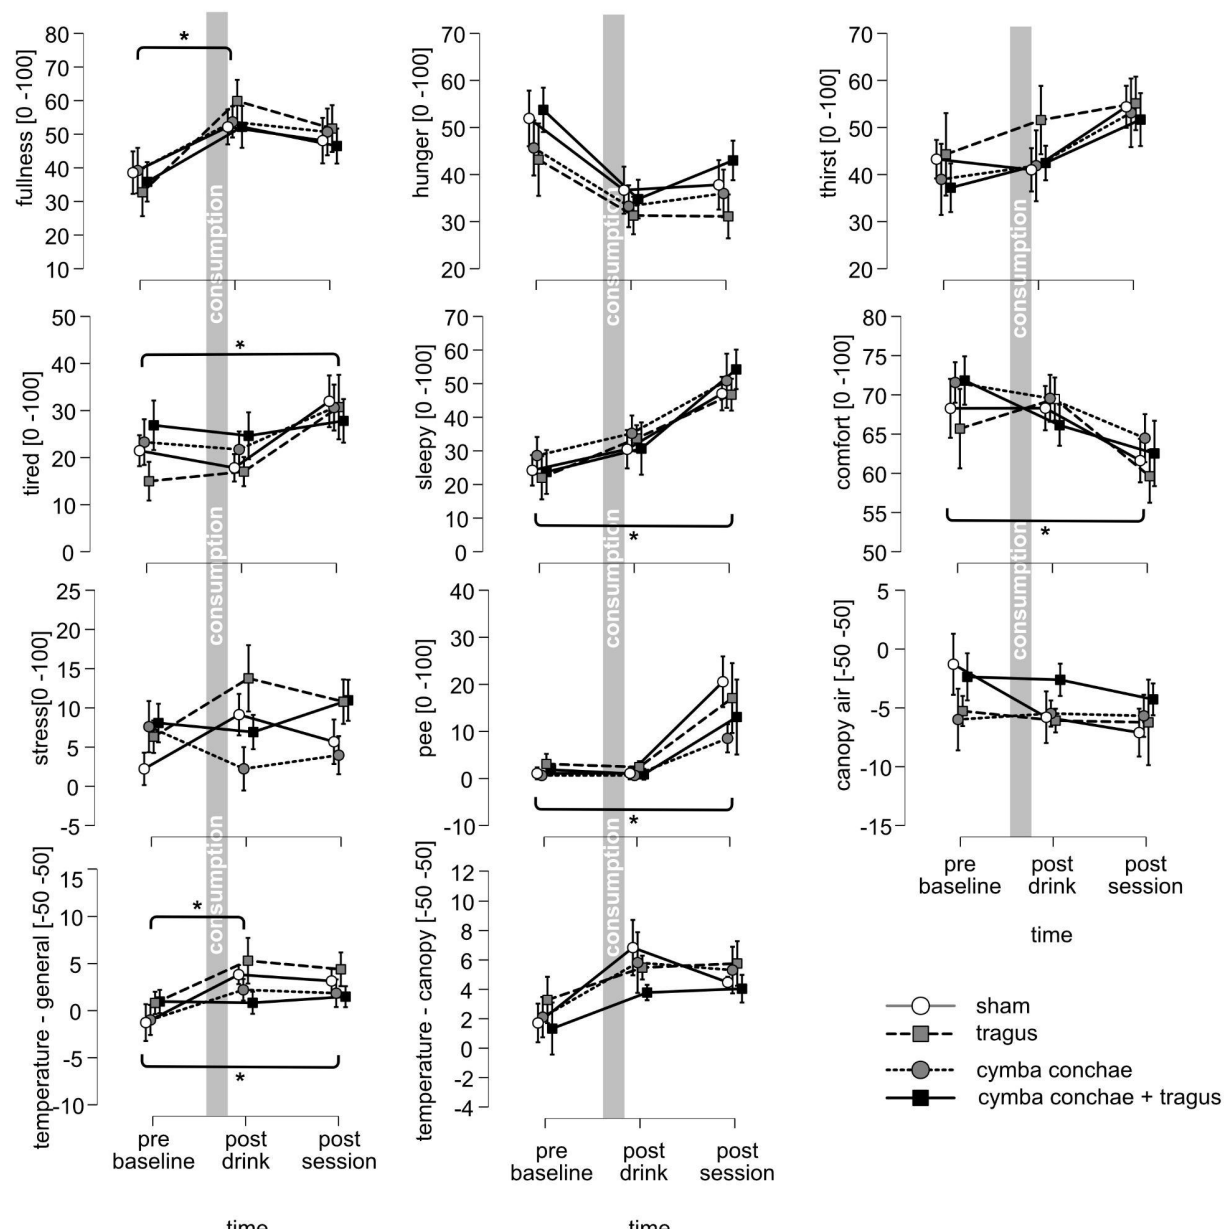 fullness [0 -100]
80
70
60
50
40
30
20
10
*
hunger [0 -100]
70
60
50
40
30
20
thirst [0 -100]
70
60
50
40
30
20
consumption
consumption
consumption
tired [0 -100]
50
40
30
20
10
0
*
sleepy [0 -100]
70
60
50
40
30
20
10
0
*
comfort [0 -100]
80
75
70
65
60
55
50
*
consumption
consumption
consumption
stress[0 -100]
25
20
15
10
5
0
-5
pee [0 -100]
40
30
20
10
0
-10
*
canopy air [-50 -50]
5
0
-5
-10
-15
pre
baseline
post
drink
post
session
time
consumption
consumption
temperature - general [-50 -50]
15
10
5
0
-5
-10
*
*
pre
baseline
post
drink
post
session
time
temperature - canopy [-50 -50]
12
10
8
6
4
2
0
-2
-4
pre
baseline
post
drink
post
session
time
sham
tragus
cymba conchae
cymba conchae + tragus